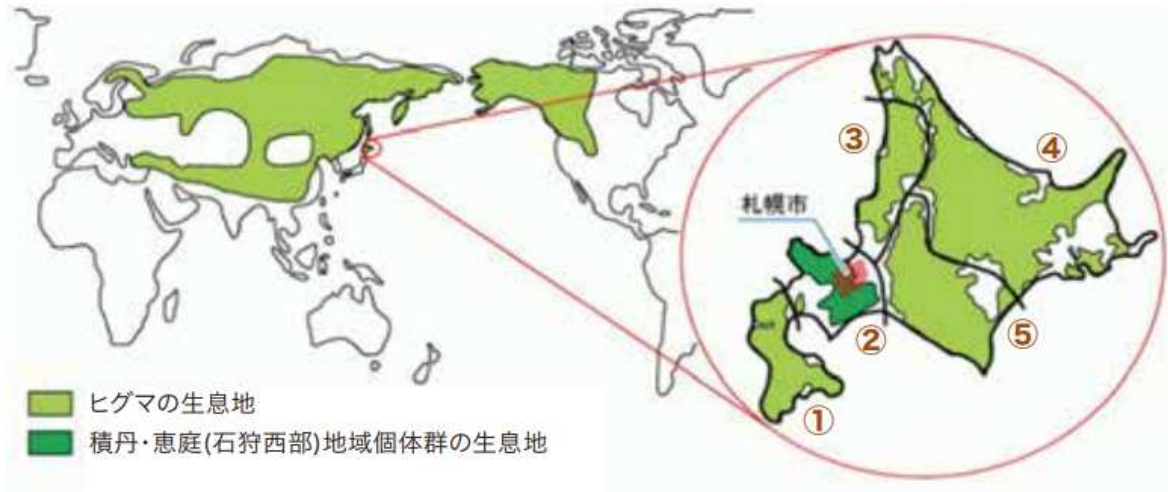 ③
④
札幌市
⑤
②
①
ヒグマの生息地
積丹・恵庭(石狩西部)地域個体群の生息地